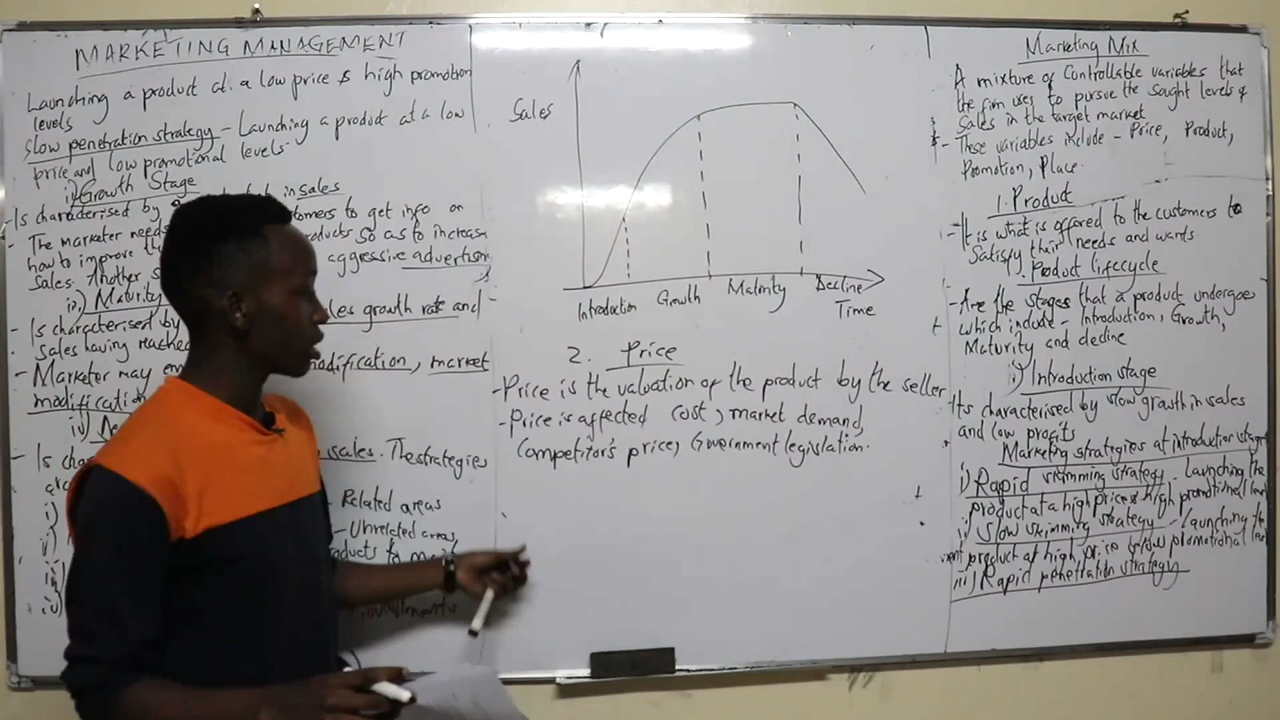 MARKETING MANAGEMENT
Launching a product at a low price & high promotion
levels
Slow penetration strategy - Launching a product at a low
price and low promotional levels
ii) Growth Stage
- Is characterised by in sales
- The marketer needs customers to get info on
how to improve the products so as to increase
sales. Another aggressive advertising
iii) Maturity
- Is characterised by sales growth rate and
sales having reached
- Marketer may modification, market
modification
iv)
- Is sales. The strategies
are
i) - Related areas
- Unrelated areas
products to
iv)
Sales
Introduction Growth Maturity Decline
Time
2. Price
- Price is the valuation of the product by the seller
- Price is affected cost, market demand,
Competitor's price, Government legislation.
Marketing Mix
A mixture of Controllable variables that
the firm uses to pursue the sought levels of
Sales in the target market
- These variables include - Price, Product,
Promotion, Place.
1. Product
- It is what is offered to the customers to
Satisfy their needs and wants
Product lifecycle
- Are the stages that a product undergoes
which include - Introduction, Growth,
Maturity and decline
i) Introduction stage
Its characterised by slow growth in sales
and low profits
Marketing strategies at introduction stage
i) Rapid skimming strategy - Launching the
product at a high price & high promotional level
ii) Slow skimming strategy - Launching the
product at high price & low promotional level
iii) Rapid penetration strategy